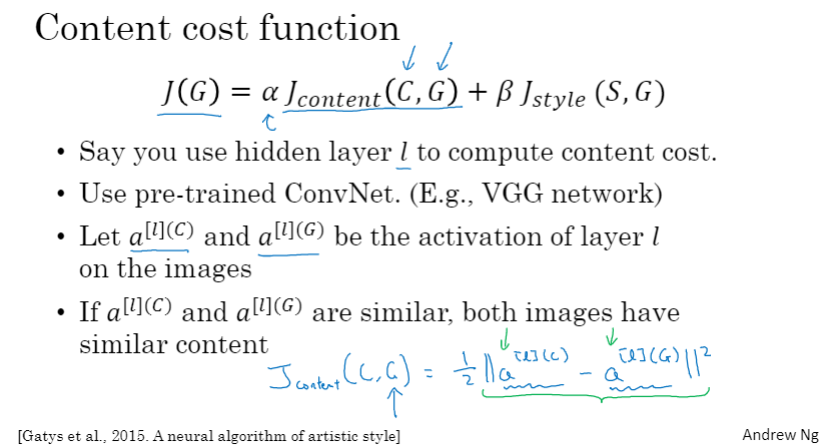 Content cost function
J(G) = α J_content(C, G) + β J_style (S, G)
• Say you use hidden layer l to compute content cost.
• Use pre-trained ConvNet. (E.g., VGG network)
• Let a^[l](C) and a^[l](G) be the activation of layer l
on the images
• If a^[l](C) and a^[l](G) are similar, both images have
similar content
J_content(C, G) = 1/2 ||a^[l](C) − a^[l](G)||^2
[Gatys et al., 2015. A neural algorithm of artistic style]
Andrew Ng